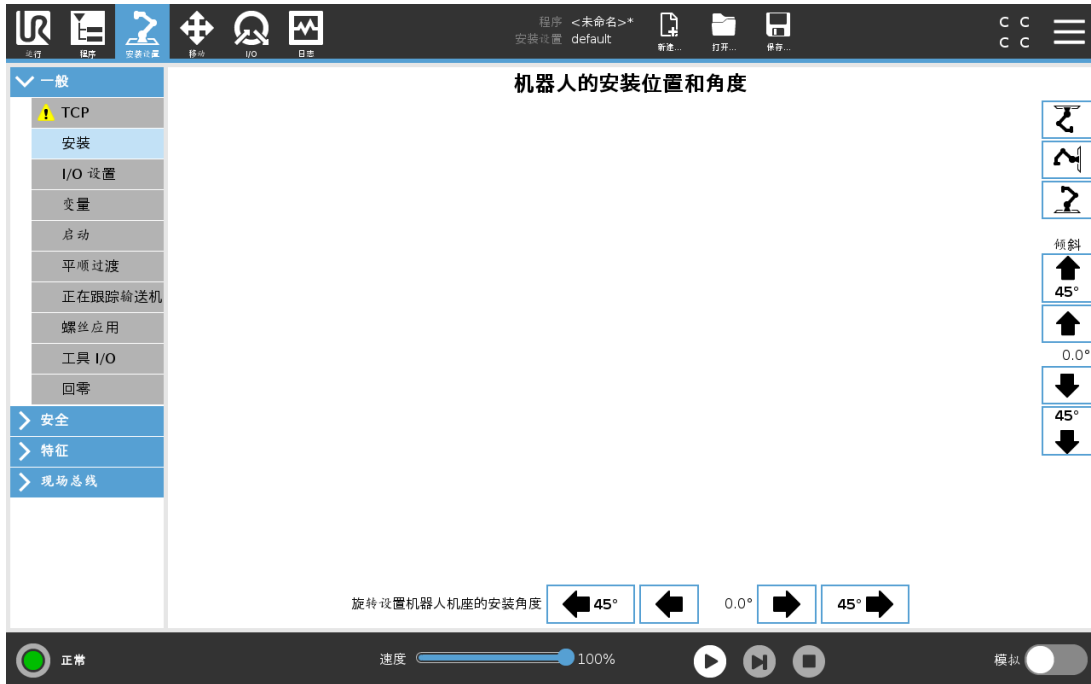 程序 <未命名>*
安装设置 default
新建...
打开...
保存...
C C
C C
运行
程序
安装设置
移动
I/O
日志
一般
TCP
安装
I/O 设置
变量
启动
平顺过渡
正在跟踪输送机
螺丝应用
工具 I/O
回零
安全
特征
现场总线
机器人的安装位置和角度
倾斜
45°
0.0°
45°
旋转设置机器人机座的安装角度
45°
0.0°
45°
正常
速度
100%
模拟